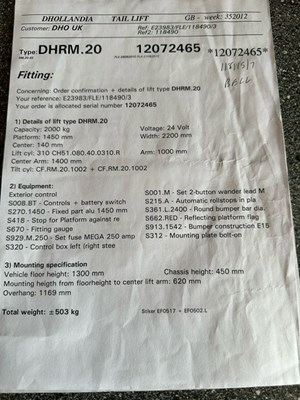 DHOLLANDIA TAIL LIFT GB - week: 352012
Customer: DHO UK Ref: E23983/FLE/118490/3
Ref2: 118490
Type: DHRM.20 12072465 *12072465*
Fitting:
Concerning: Order confirmation + details of lift type DHRM.20
Your reference: E23983/FLE/118490/3
Your order is allocated serial number 12072465
1) Details of lift type DHRM.20
Capacity: 2000 kg Voltage: 24 Volt
Platform: 1450 mm Width: 2200 mm
Center: 140 mm
Lift cyl: 310 CH51.080.40.0310.R Arm: 1000 mm
Center Arm: 1400 mm
Tilt cyl: CF.RM.20.1002 + CF.RM.20.1002
2) Equipment:
Exterior control S001.M - Set 2-button wander lead M
S008.BT - Controls + battery switch S215.A - Automatic rollstops in pla
S270.1450 - Fixed part alu 1450 mm S361.L.2400 - Round bumper bar dia
S418 - Stop for Platform against re S662.RED - Reflecting platform flag
S670 - Fitting gauge S913.1542 - Bumper construction E15
S929.M.250 - Set fuse MEGA 250 amp S312 - Mounting plate bolt-on
S320 - Control box left (right stee
3) Mounting specification
Vehicle floor height: 1300 mm Chassis height: 450 mm
Mounting heigth from floorheight to center lift arm: 620 mm
Overhang: 1169 mm
Total weight: ±503 kg Stiker EF0517 + EF0502.L